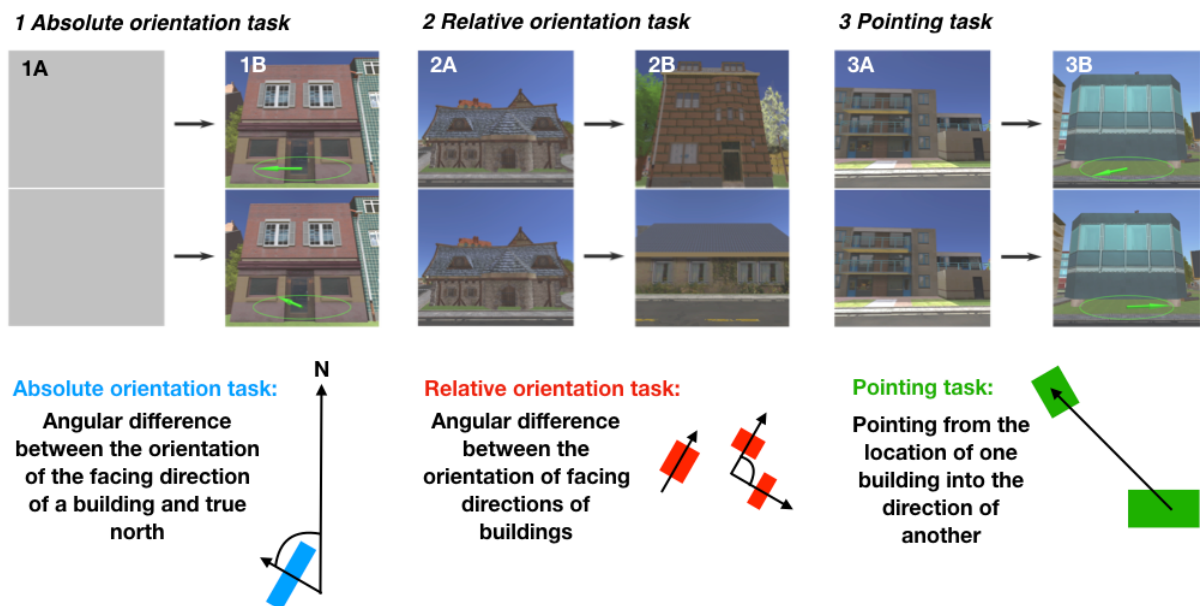 1 Absolute orientation task
2 Relative orientation task
3 Pointing task
1A
1B
2A
2B
3A
3B
Absolute orientation task:
Angular difference
between the orientation
of the facing direction
of a building and true
north
N
Relative orientation task:
Angular difference
between the
orientation of facing
directions of
buildings
Pointing task:
Pointing from the
location of one
building into the
direction of
another